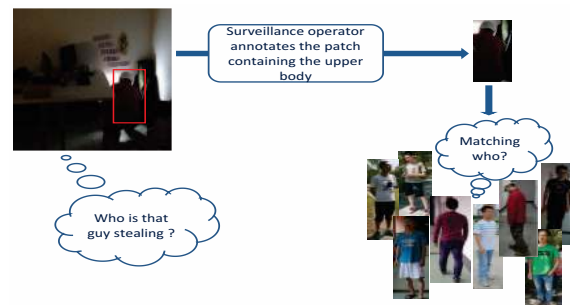 Surveillance operator
annotates the patch
containing the upper
body
Matching
who?
Who is that
guy stealing ?